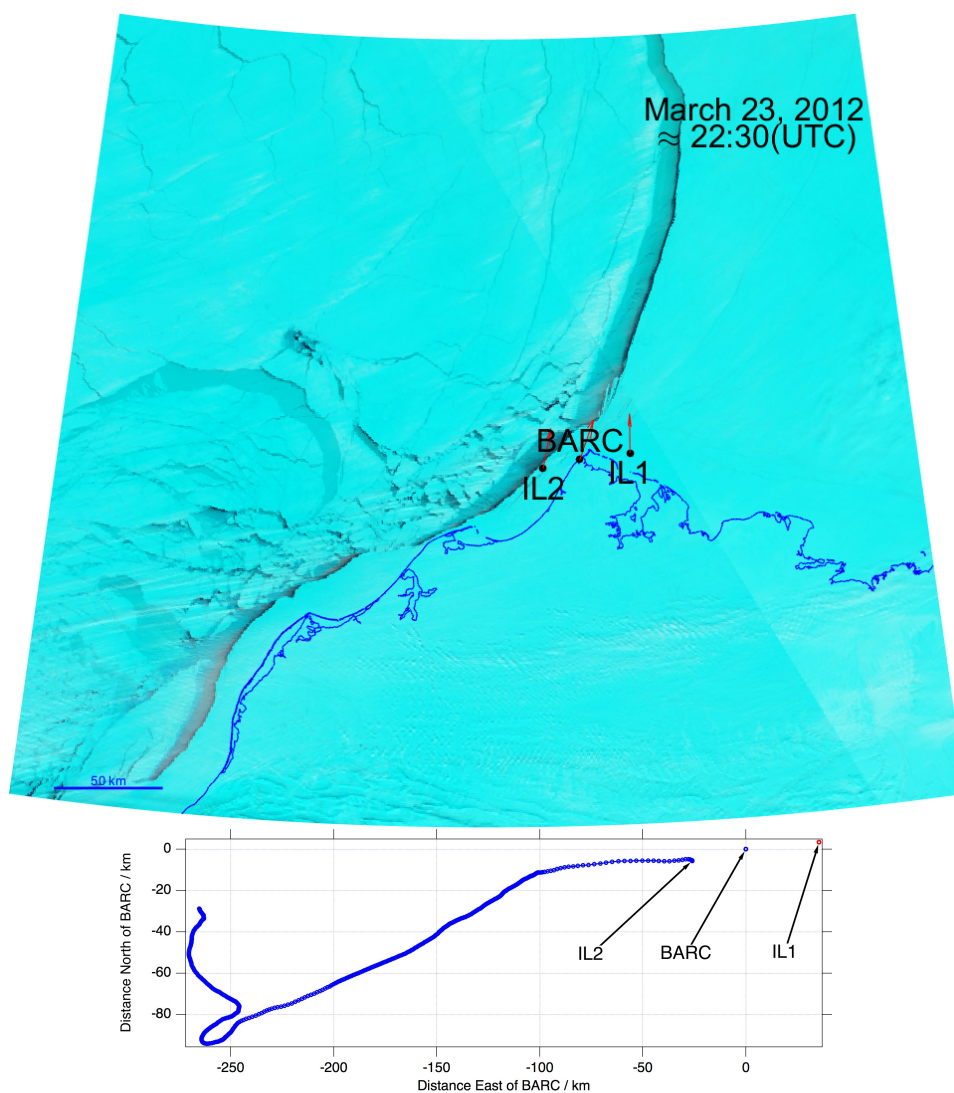 March 23, 2012
≈ 22:30(UTC)
BARC
IL1
IL2
50 km
0
-20
-40
-60
-80
Distance North of BARC / km
IL2
BARC
IL1
-250
-200
-150
-100
-50
0
Distance East of BARC / km